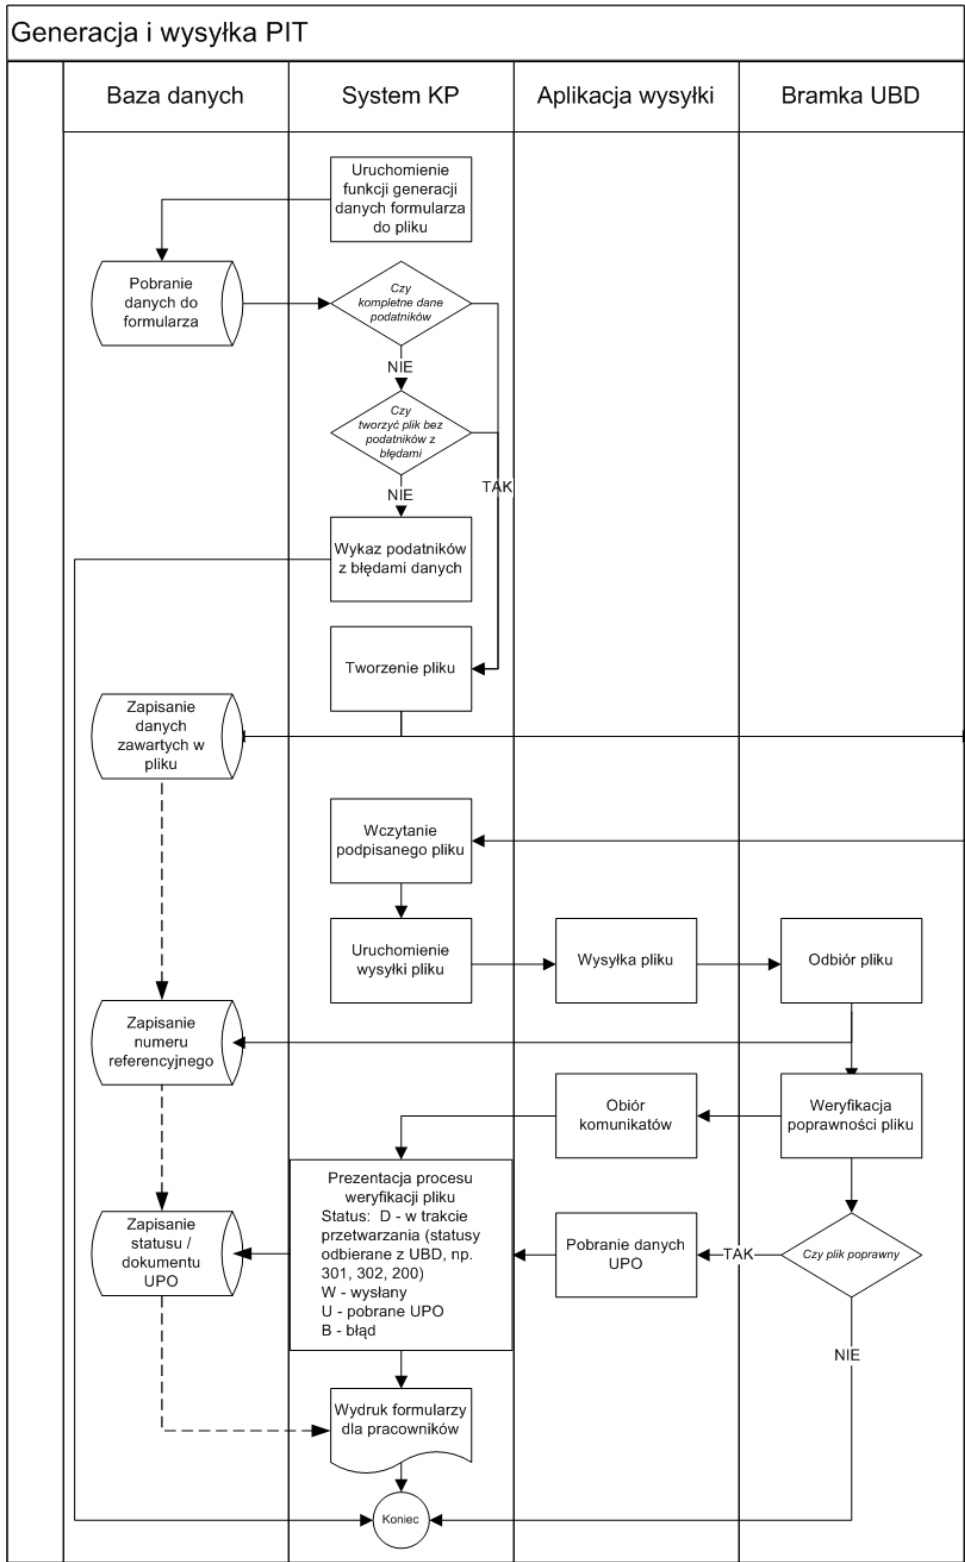 Generacja i wysyłka PIT
Baza danych
System KP
Aplikacja wysyłki
Bramka UBD
Uruchomienie
funkcji generacji
danych formularza
do pliku
Pobranie
danych do
formularza
Czy
kompletne dane
podatników
NIE
Czy
tworzyć plik bez
podatników z
błędami
TAK
NIE
Wykaz podatników
z błędami danych
Tworzenie pliku
Zapisanie
danych
zawartych w
pliku
Wczytanie
podpisanego pliku
Uruchomienie
wysyłki pliku
Wysyłka pliku
Odbiór pliku
Zapisanie
numeru
referencyjnego
Obiór
komunikatów
Weryfikacja
poprawności pliku
Prezentacja procesu
weryfikacji pliku
Status: D - w trakcie
przetwarzania (statusy
odbierane z UBD, np.
301, 302, 200)
W - wysłany
U - pobrane UPO
B - błąd
Zapisanie
statusu /
dokumentu
UPO
Pobranie danych
UPO
TAK
Czy plik poprawny
NIE
Wydruk formularzy
dla pracowników
Koniec